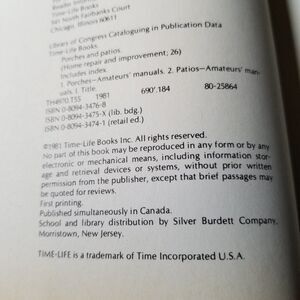 Reader Information
Time-Life Books
541 North Fairbanks Court
Chicago, Illinois 60611
Library of Congress Cataloguing in Publication Data
Time-Life Books
Porches and patios.
(Home repair and improvement; 26)
Includes index.
1. Porches—Amateurs' manuals. 2. Patios—Amateurs' man-
uals. I. Title.
TH4970.T55 1981 690'.184 80-25864
ISBN 0-8094-3476-8
ISBN 0-8094-3475-X (lib. bdg.)
ISBN 0-8094-3474-1 (retail ed.)
©1981 Time-Life Books Inc. All rights reserved.
No part of this book may be reproduced in any form or by any
electronic or mechanical means, including information stor-
age and retrieval devices or systems, without prior written
permission from the publisher, except that brief passages may
be quoted for reviews.
First printing.
Published simultaneously in Canada.
School and library distribution by Silver Burdett Company,
Morristown, New Jersey.
TIME-LIFE is a trademark of Time Incorporated U.S.A.